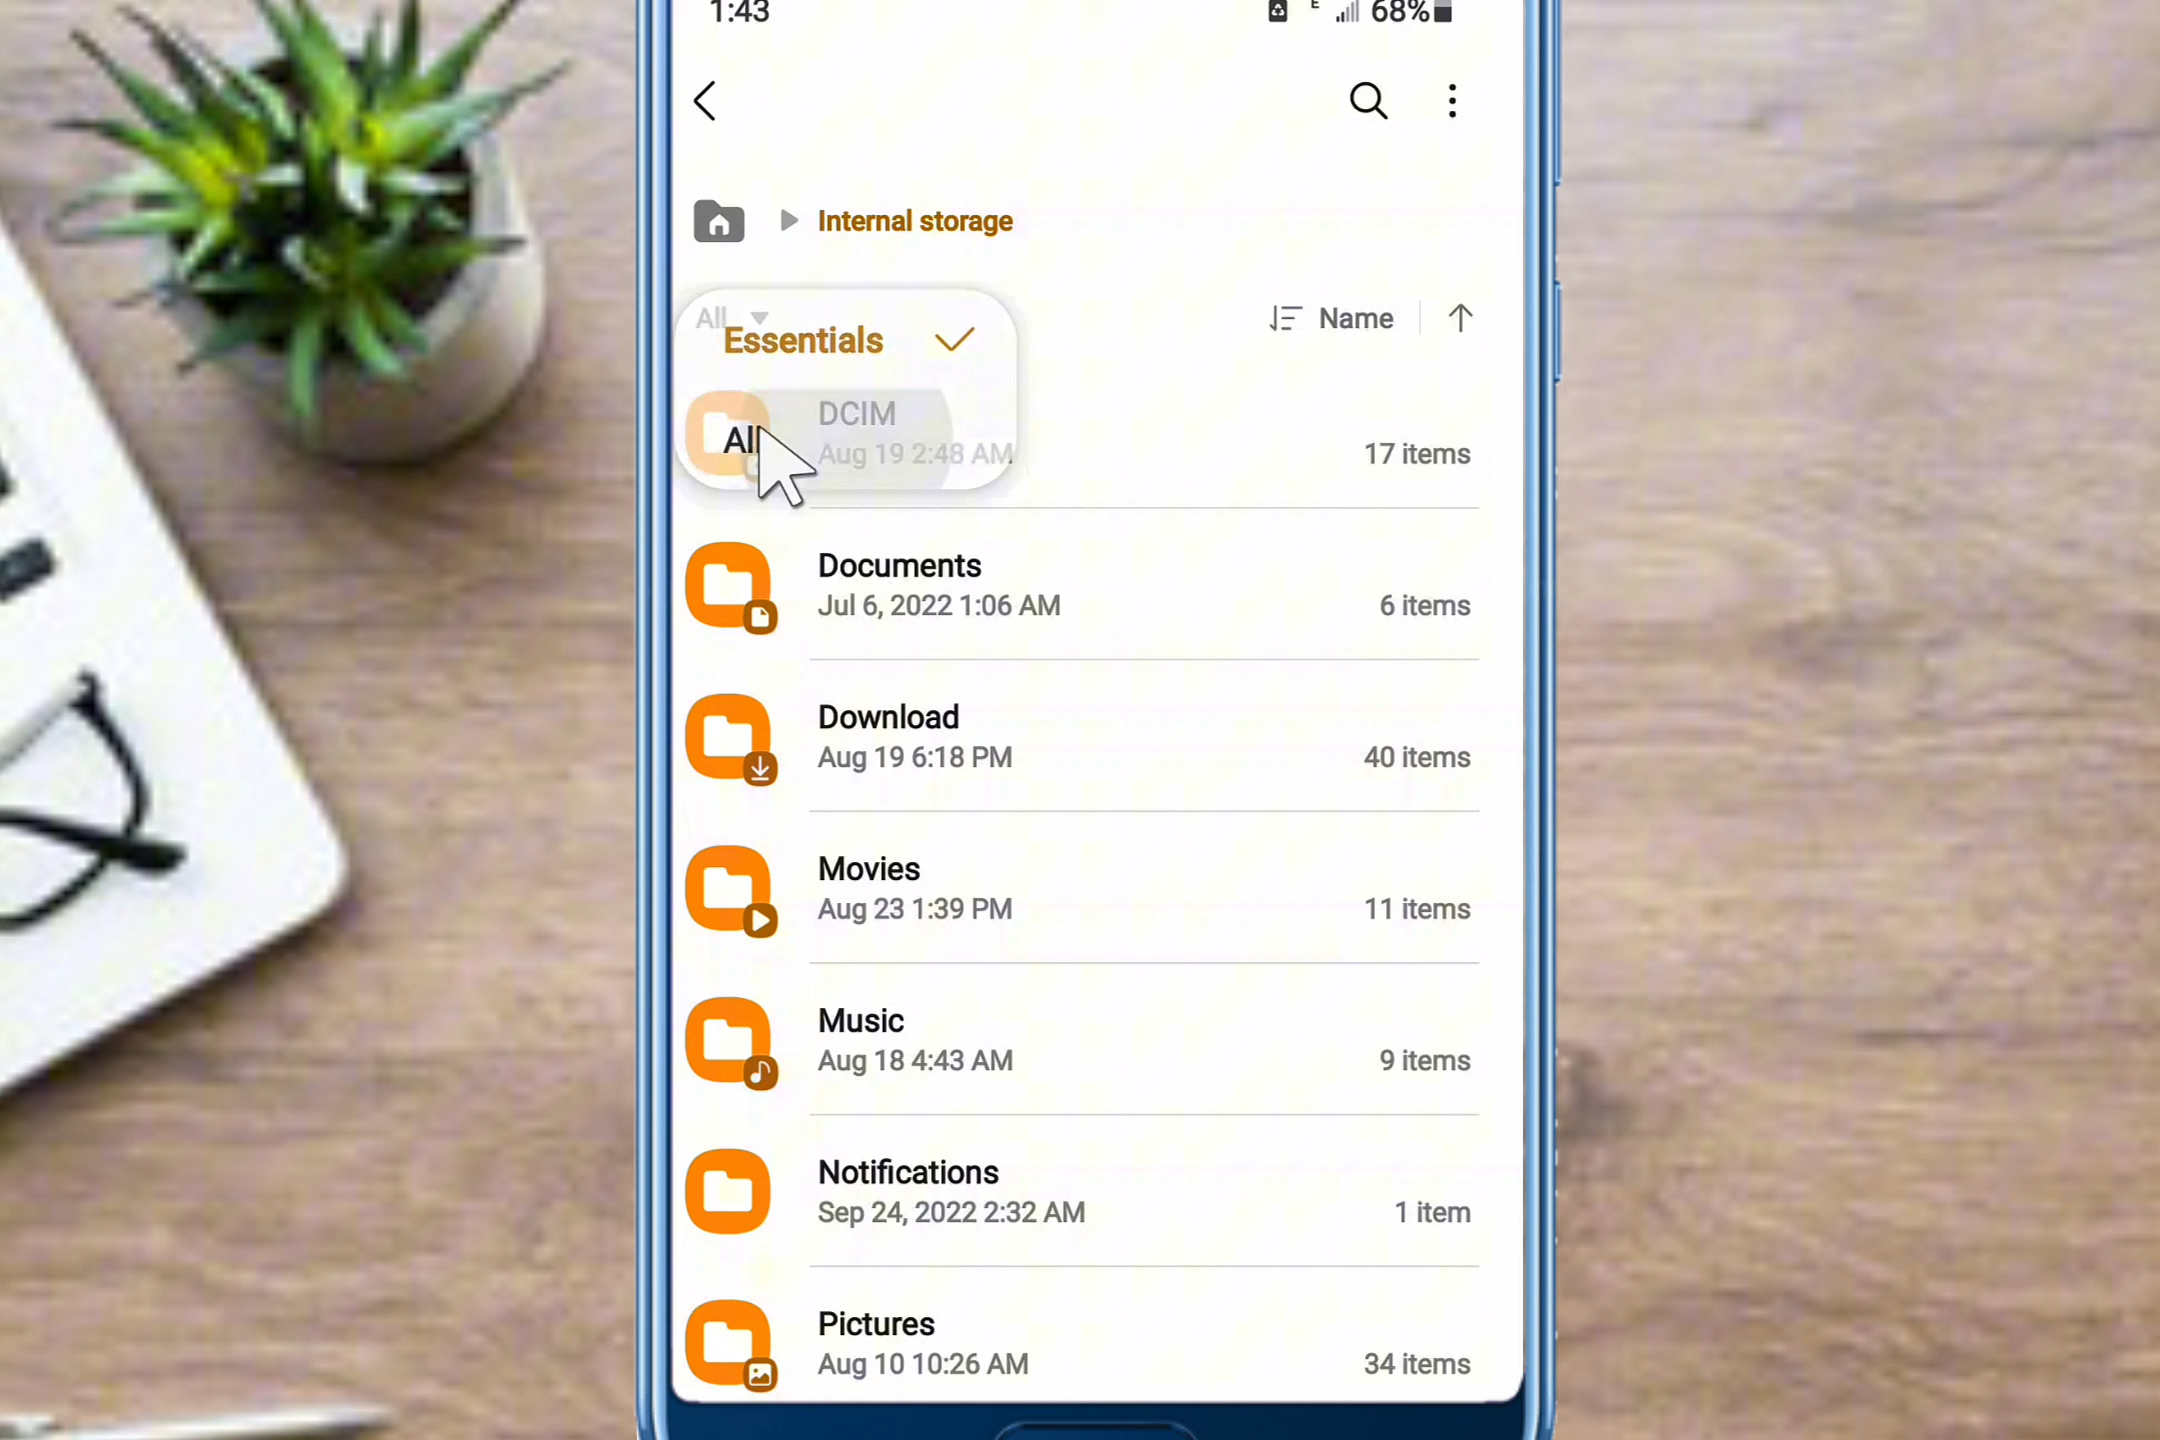 1:43
E
68%
Internal storage
All
Essentials
Name
DCIM
All
Aug 19 2:48 AM
17 items
Documents
Jul 6, 2022 1:06 AM
6 items
Download
Aug 19 6:18 PM
40 items
Movies
Aug 23 1:39 PM
11 items
Music
Aug 18 4:43 AM
9 items
Notifications
Sep 24, 2022 2:32 AM
1 item
Pictures
Aug 10 10:26 AM
34 items